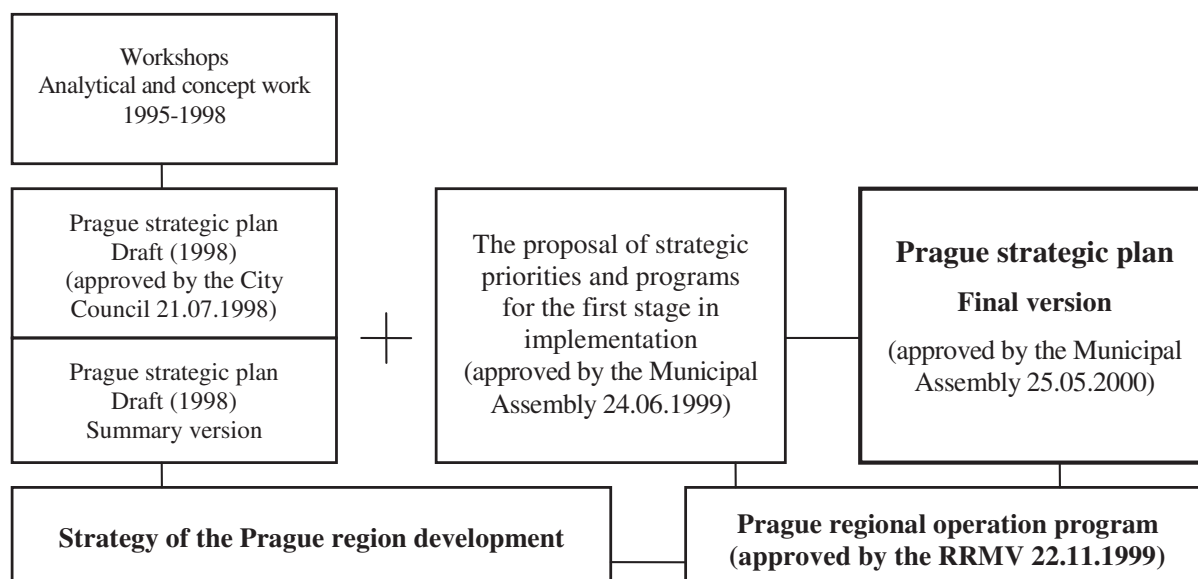 Workshops
Analytical and concept work
1995-1998
Prague strategic plan
Draft (1998)
(approved by the City
Council 21.07.1998)
Prague strategic plan
Draft (1998)
Summary version
The proposal of strategic
priorities and programs
for the first stage in
implementation
(approved by the Municipal
Assembly 24.06.1999)
Prague strategic plan
Final version
(approved by the Municipal
Assembly 25.05.2000)
Strategy of the Prague region development
Prague regional operation program
(approved by the RRMV 22.11.1999)